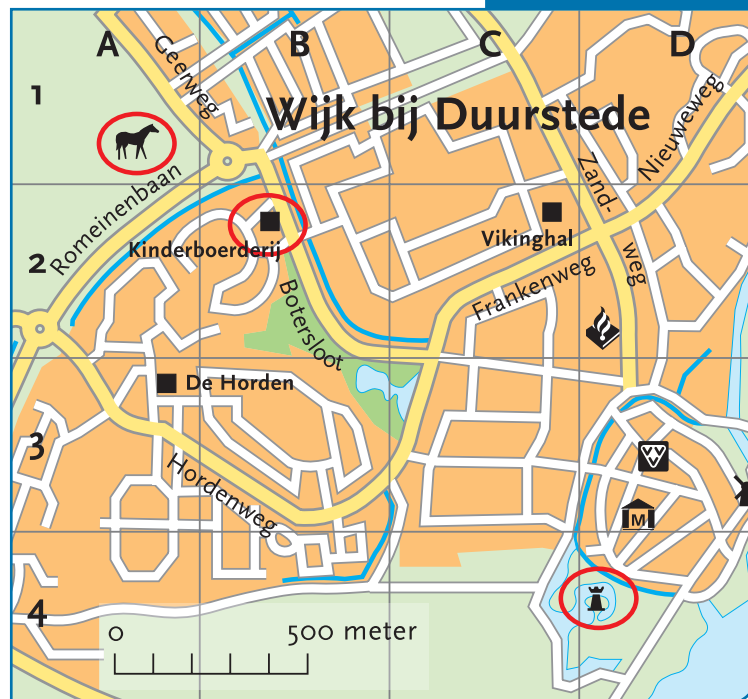 A
B
C
D
Geerweg
1
Wijk bij Duurstede
Nieuweweg
Zand-
weg
Romeinenbaan
2
Kinderboerderij
Vikinghal
Frankenweg
Botersloot
De Horden
3
Hordenweg
VVV
M
4
0
500 meter